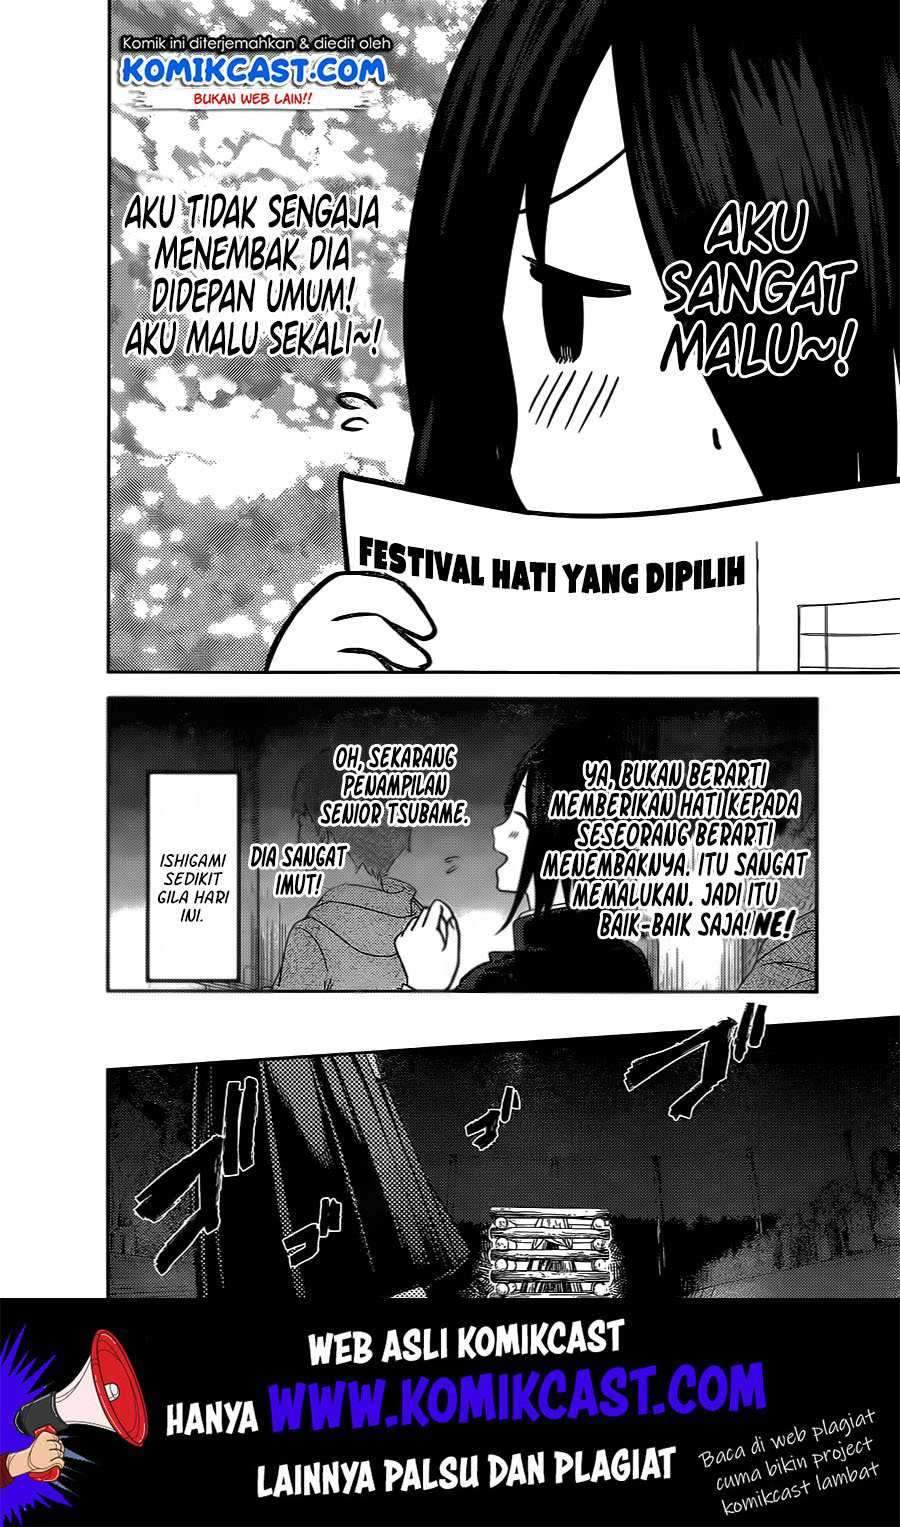 Komik ini diterjemahkan & diedit oleh
KOMIKCAST.COM
BUKAN WEB LAIN!!
AKU
SANGAT
MALU~!
AKU TIDAK SENGAJA
MENEMBAK DIA
DIDEPAN UMUM!
AKU MALU SEKALI~!
FESTIVAL HATI YANG DIPILIH
YA, BUKAN BERARTI
MEMBERIKAN HATI KEPADA
SESEORANG BERARTI
MENEMBAKNYA. ITU SANGAT
MEMALUKAN. JADI ITU
BAIK-BAIK SAJA! NE!
OH, SEKARANG
PENAMPILAN
SENIOR TSUBAME.
DIA SANGAT
IMUT!
ISHIGAMI
SEDIKIT
GILA HARI
INI.
WEB ASLI KOMIKCAST
HANYA WWW.KOMIKCAST.COM
LAINNYA PALSU DAN PLAGIAT
Baca di web plagiat
cuma bikin project
komikcast lambat